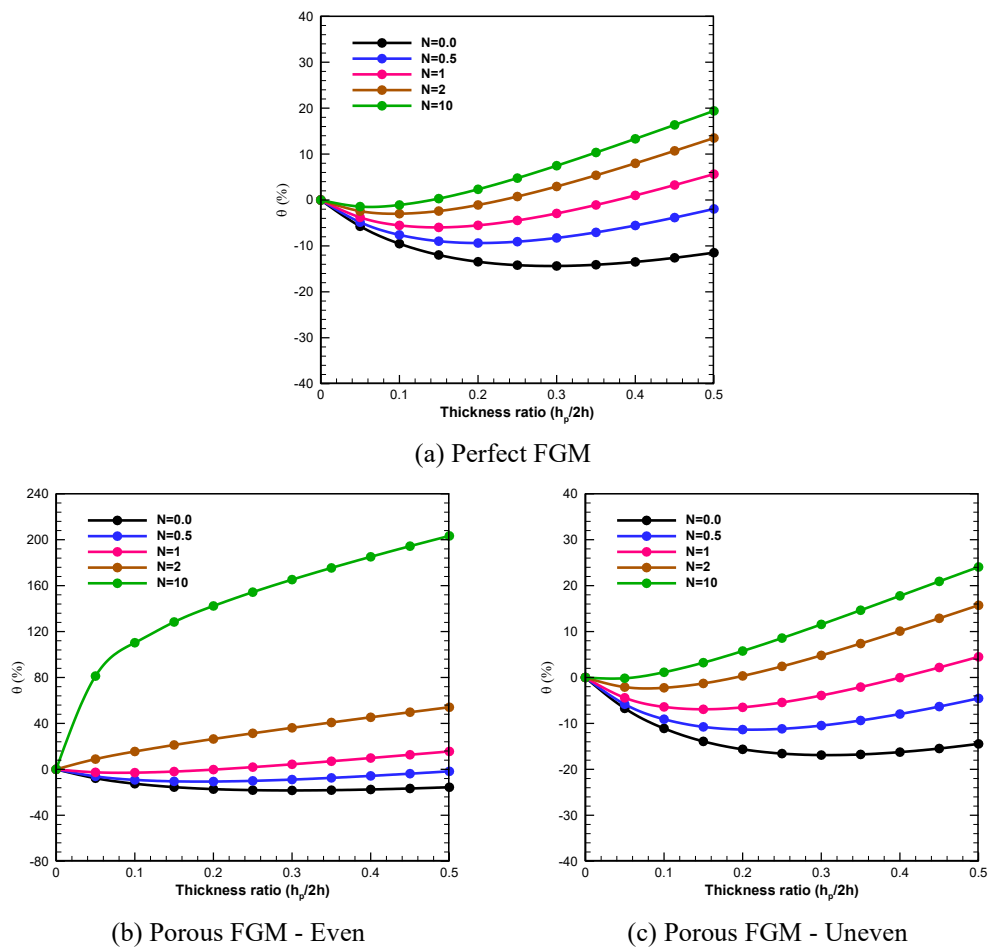 40
30
20
10
0
-10
-20
-30
-40
θ (%)
N=0.0
N=0.5
N=1
N=2
N=10
0 0.1 0.2 0.3 0.4 0.5
Thickness ratio (hp/2h)
(a) Perfect FGM
240
200
160
120
80
40
0
-40
-80
θ (%)
N=0.0
N=0.5
N=1
N=2
N=10
0 0.1 0.2 0.3 0.4 0.5
Thickness ratio (hp/2h)
(b) Porous FGM - Even
40
30
20
10
0
-10
-20
-30
-40
θ (%)
N=0.0
N=0.5
N=1
N=2
N=10
0 0.1 0.2 0.3 0.4 0.5
Thickness ratio (hp/2h)
(c) Porous FGM - Uneven